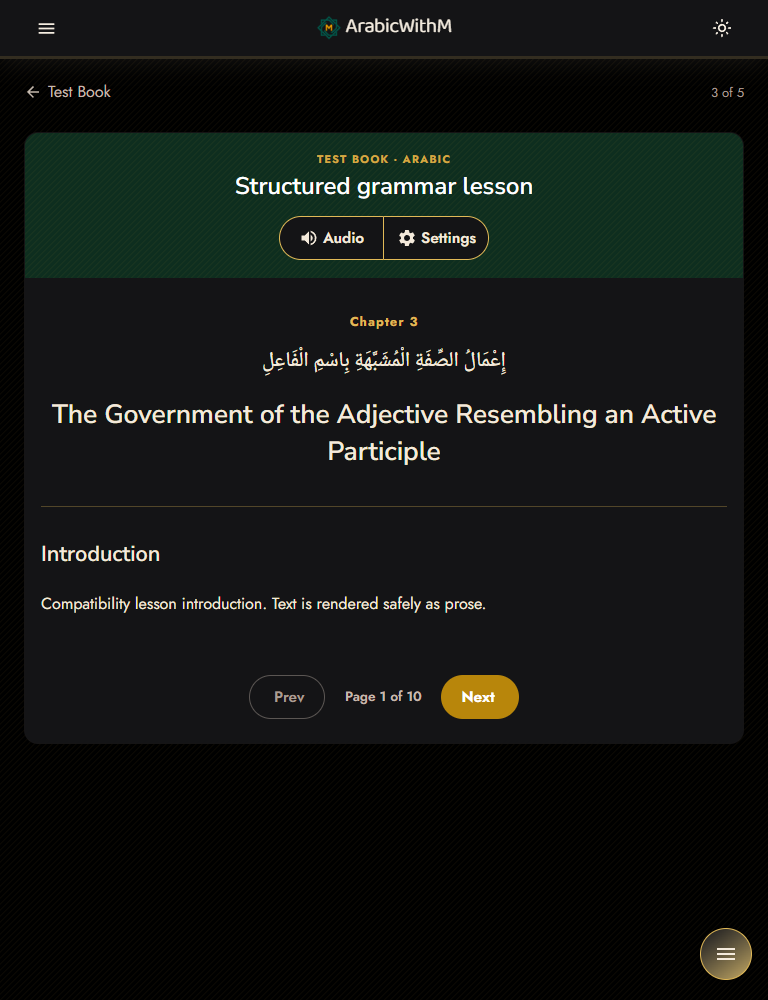 ArabicWithM
Test Book
3 of 5
TEST BOOK · ARABIC
Structured grammar lesson
Audio
Settings
Chapter 3
إِعْمَالُ الصِّفَةِ الْمُشَبَّهَةِ بِاسْمِ الْفَاعِلِ
The Government of the Adjective Resembling an Active
Participle
Introduction
Compatibility lesson introduction. Text is rendered safely as prose.
Prev
Page 1 of 10
Next